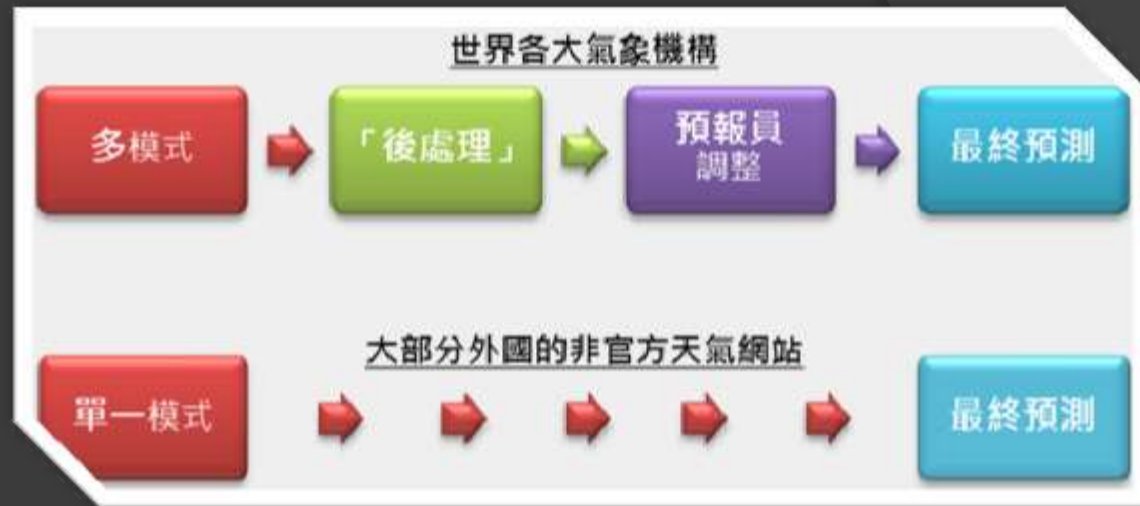 世界各大氣象機構
多模式
「後處理」
預報員
調整
最終預測
大部分外國的非官方天氣網站
單一模式
最終預測